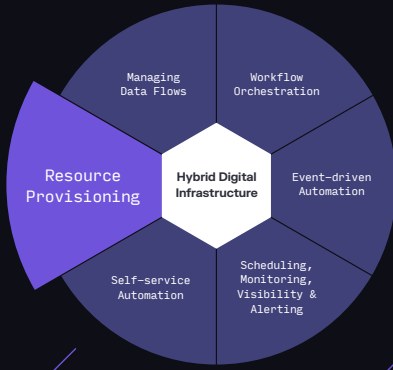 Managing
Data Flows
Workflow
Orchestration
Resource
Provisioning
Hybrid Digital
Infrastructure
Event-driven
Automation
Self-service
Automation
Scheduling,
Monitoring,
Visibility &
Alerting